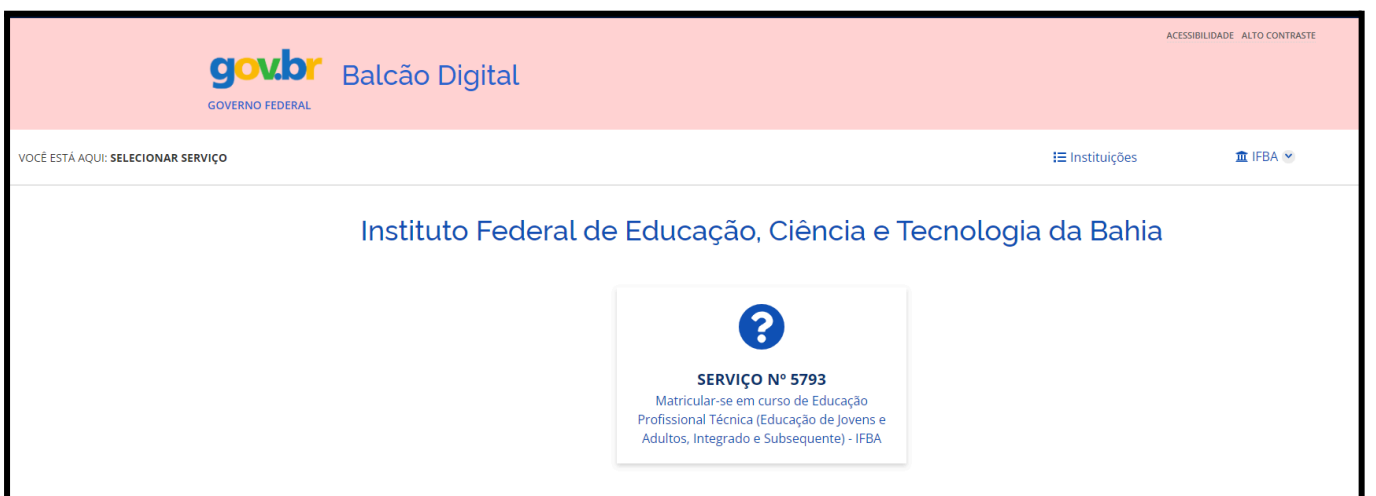 ACESSIBILIDADE ALTO CONTRASTE
gov.br
Balcão Digital
GOVERNO FEDERAL
VOCÊ ESTÁ AQUI: SELECIONAR SERVIÇO
Instituições
IFBA
Instituto Federal de Educação, Ciência e Tecnologia da Bahia
?
SERVIÇO Nº 5793
Matricular-se em curso de Educação
Profissional Técnica (Educação de Jovens e
Adultos, Integrado e Subsequente) - IFBA